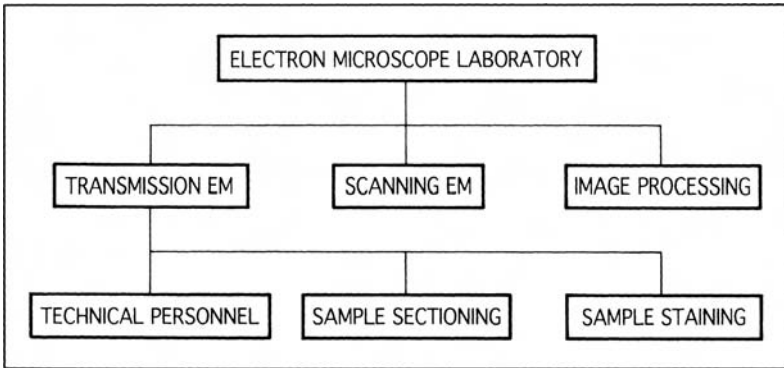 ELECTRON MICROSCOPE LABORATORY
TRANSMISSION EM
SCANNING EM
IMAGE PROCESSING
TECHNICAL PERSONNEL
SAMPLE SECTIONING
SAMPLE STAINING